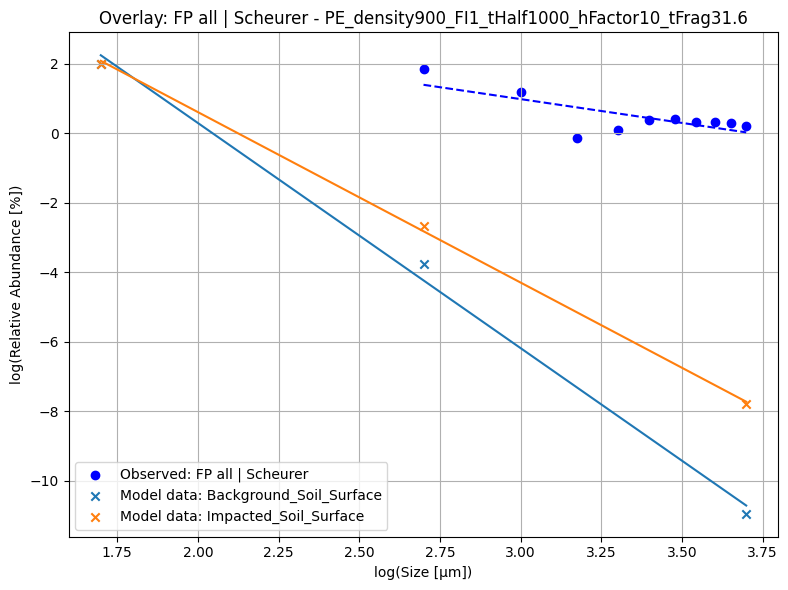 Overlay: FP all | Scheurer - PE_density900_FI1_tHalf1000_hFactor10_tFrag31.6
log(Relative Abundance [%])
2
0
−2
−4
−6
−8
−10
Observed: FP all | Scheurer
Model data: Background_Soil_Surface
Model data: Impacted_Soil_Surface
1.75 2.00 2.25 2.50 2.75 3.00 3.25 3.50 3.75
log(Size [µm])